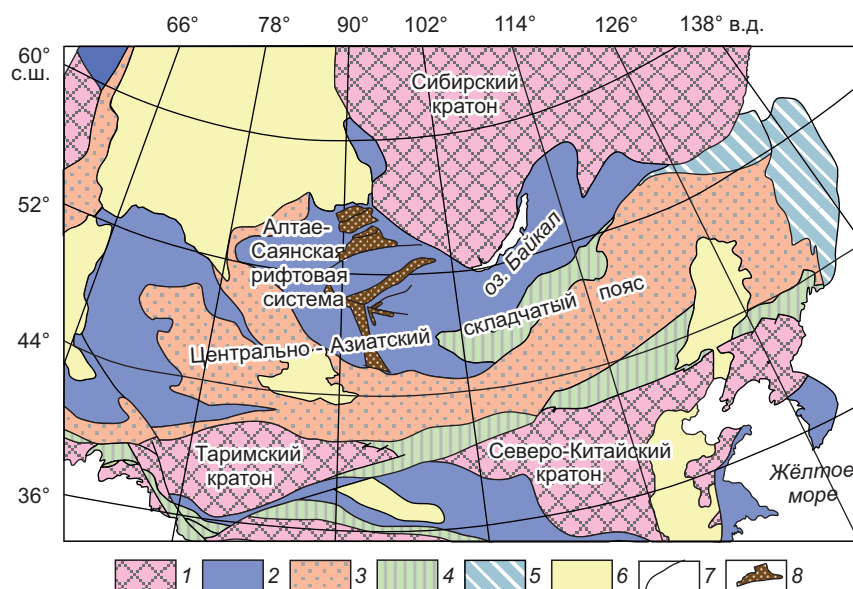 66° 78° 90° 102° 114° 126° 138° в.д.
60°
с.ш.
52°
44°
36°
Сибирский
кратон
Алтае-
Саянская
рифтовая
система
оз. Байкал
Центрально - Азиатский складчатый пояс
Таримский
кратон
Северо-Китайский
кратон
Жёлтое
море
1 2 3 4 5 6 7 8